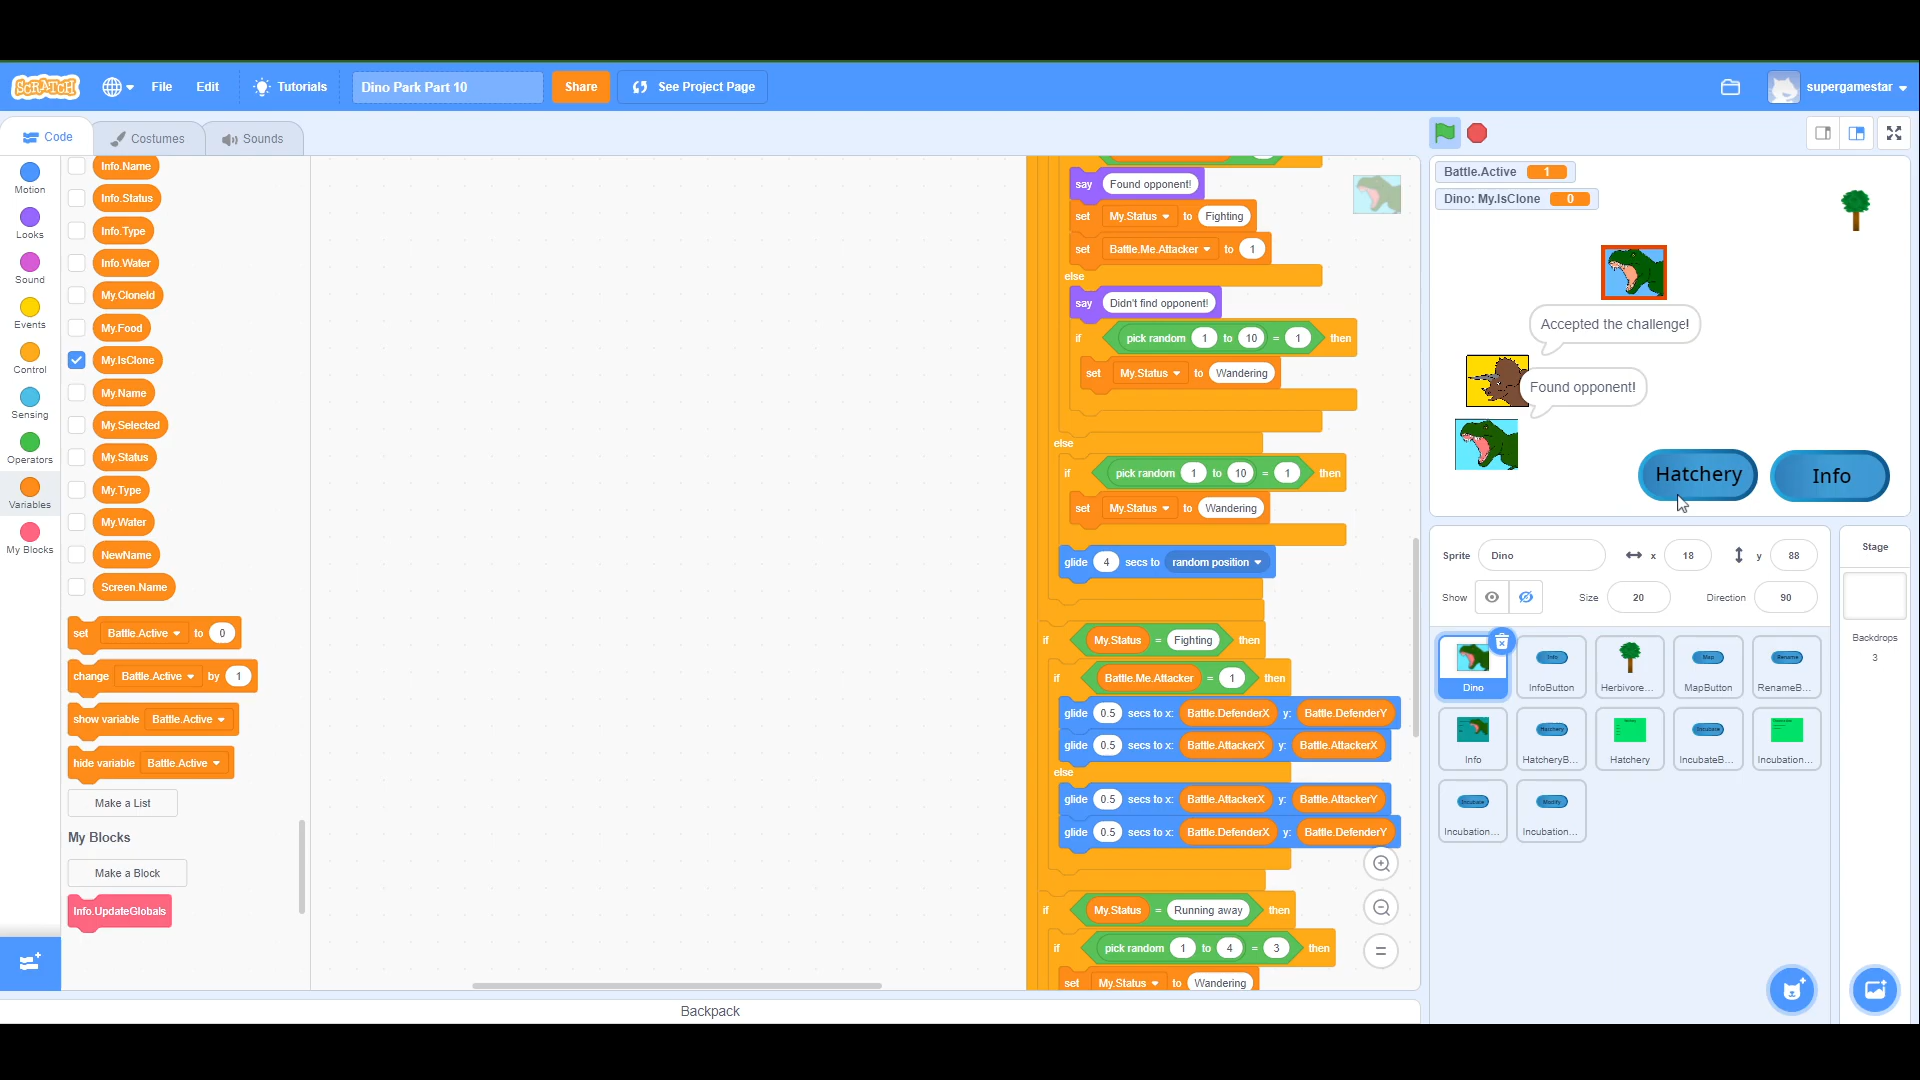 SCRATCH File Edit Tutorials Dino Park Part 10 Share See Project Page supergamestar
Code Costumes Sounds
Motion
Looks
Sound
Events
Control
Sensing
Operators
Variables
My Blocks
Info.Name
Info.Status
Info.Type
Info.Water
My.CloneId
My.Food
My.IsClone
My.Name
My.Selected
My.Status
My.Type
My.Water
NewName
Screen.Name
set Battle.Active to 0
change Battle.Active by 1
show variable Battle.Active
hide variable Battle.Active
Make a List
My Blocks
Make a Block
Info.UpdateGlobals
say Found opponent!
set My.Status to Fighting
set Battle.Me.Attacker to 1
else
say Didn't find opponent!
if pick random 1 to 10 = 1 then
set My.Status to Wandering
else
if pick random 1 to 10 = 1 then
set My.Status to Wandering
glide 4 secs to random position
if My.Status = Fighting then
if Battle.Me.Attacker = 1 then
glide 0.5 secs to x: Battle.DefenderX y: Battle.DefenderY
glide 0.5 secs to x: Battle.AttackerX y: Battle.AttackerX
else
glide 0.5 secs to x: Battle.AttackerX y: Battle.AttackerY
glide 0.5 secs to x: Battle.DefenderX y: Battle.DefenderY
if My.Status = Running away then
if pick random 1 to 4 = 3 then
set My.Status to Wandering
Backpack
Battle.Active 1
Dino: My.IsClone 0
Accepted the challenge!
Found opponent!
Hatchery Info
Sprite Dino x 18 y 88
Show Size 20 Direction 90
Dino InfoButton Herbivore... MapButton RenameB...
Info HatcheryB... Hatchery IncubateB... Incubation...
Incubation... Incubation...
Stage
Backdrops
3